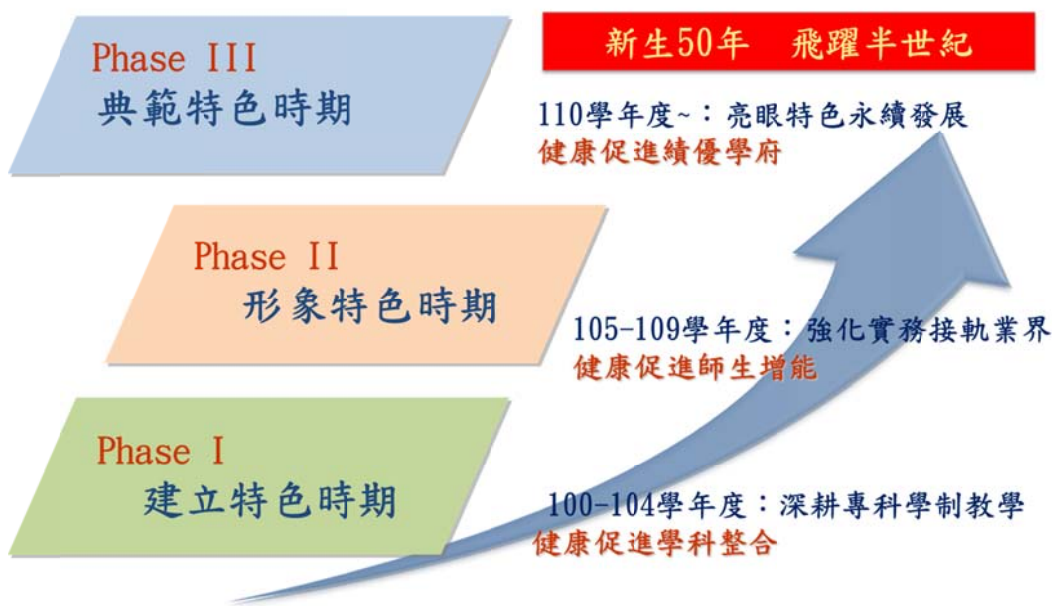 新生50年 飛躍半世紀
Phase III
典範特色時期
110學年度~：亮眼特色永續發展
健康促進績優學府
Phase II
形象特色時期
105-109學年度：強化實務接軌業界
健康促進師生增能
Phase I
建立特色時期
100-104學年度：深耕專科學制教學
健康促進學科整合